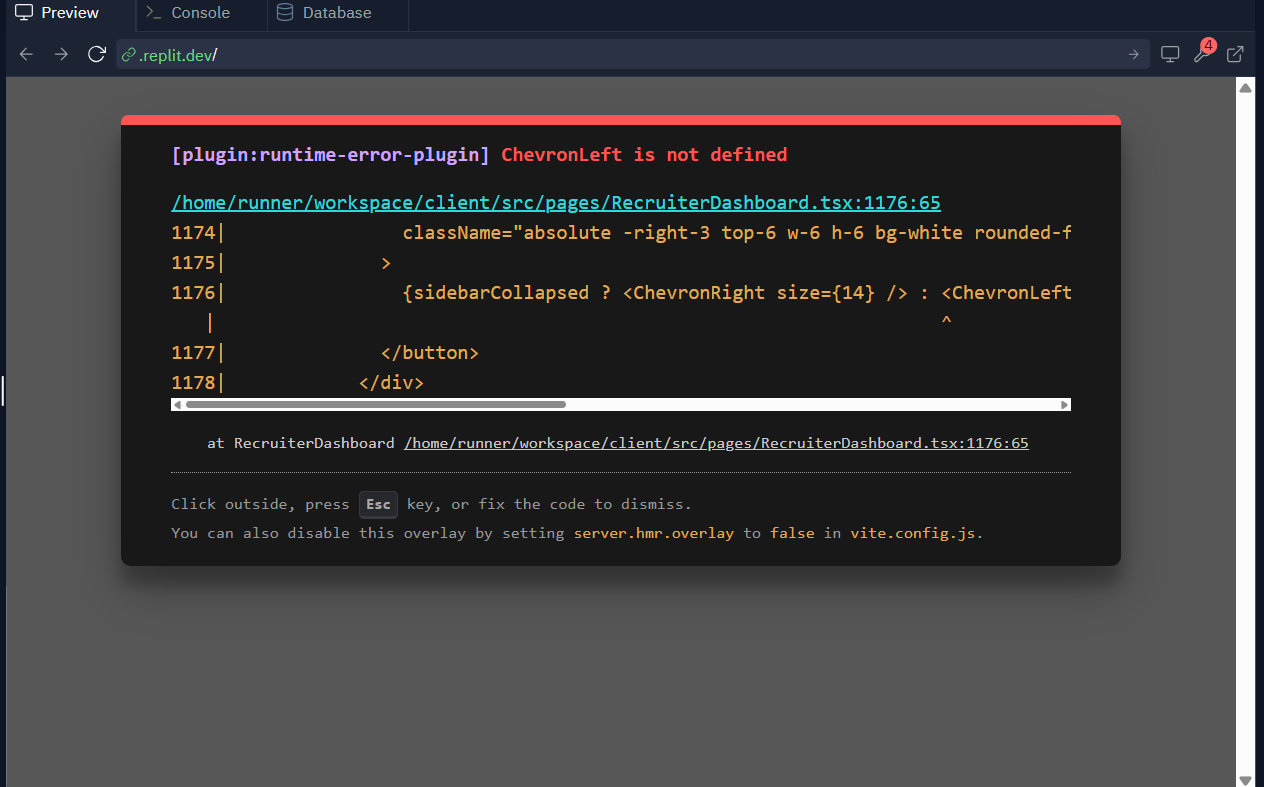 Preview
Console
Database
.replit.dev/
4
[plugin:runtime-error-plugin] ChevronLeft is not defined
/home/runner/workspace/client/src/pages/RecruiterDashboard.tsx:1176:65
1174|                className="absolute -right-3 top-6 w-6 h-6 bg-white rounded-f
1175|              >
1176|                {sidebarCollapsed ? <ChevronRight size={14} /> : <ChevronLeft
|                                                                  ^
1177|              </button>
1178|            </div>
at RecruiterDashboard /home/runner/workspace/client/src/pages/RecruiterDashboard.tsx:1176:65
Click outside, press Esc key, or fix the code to dismiss.
You can also disable this overlay by setting server.hmr.overlay to false in vite.config.js.